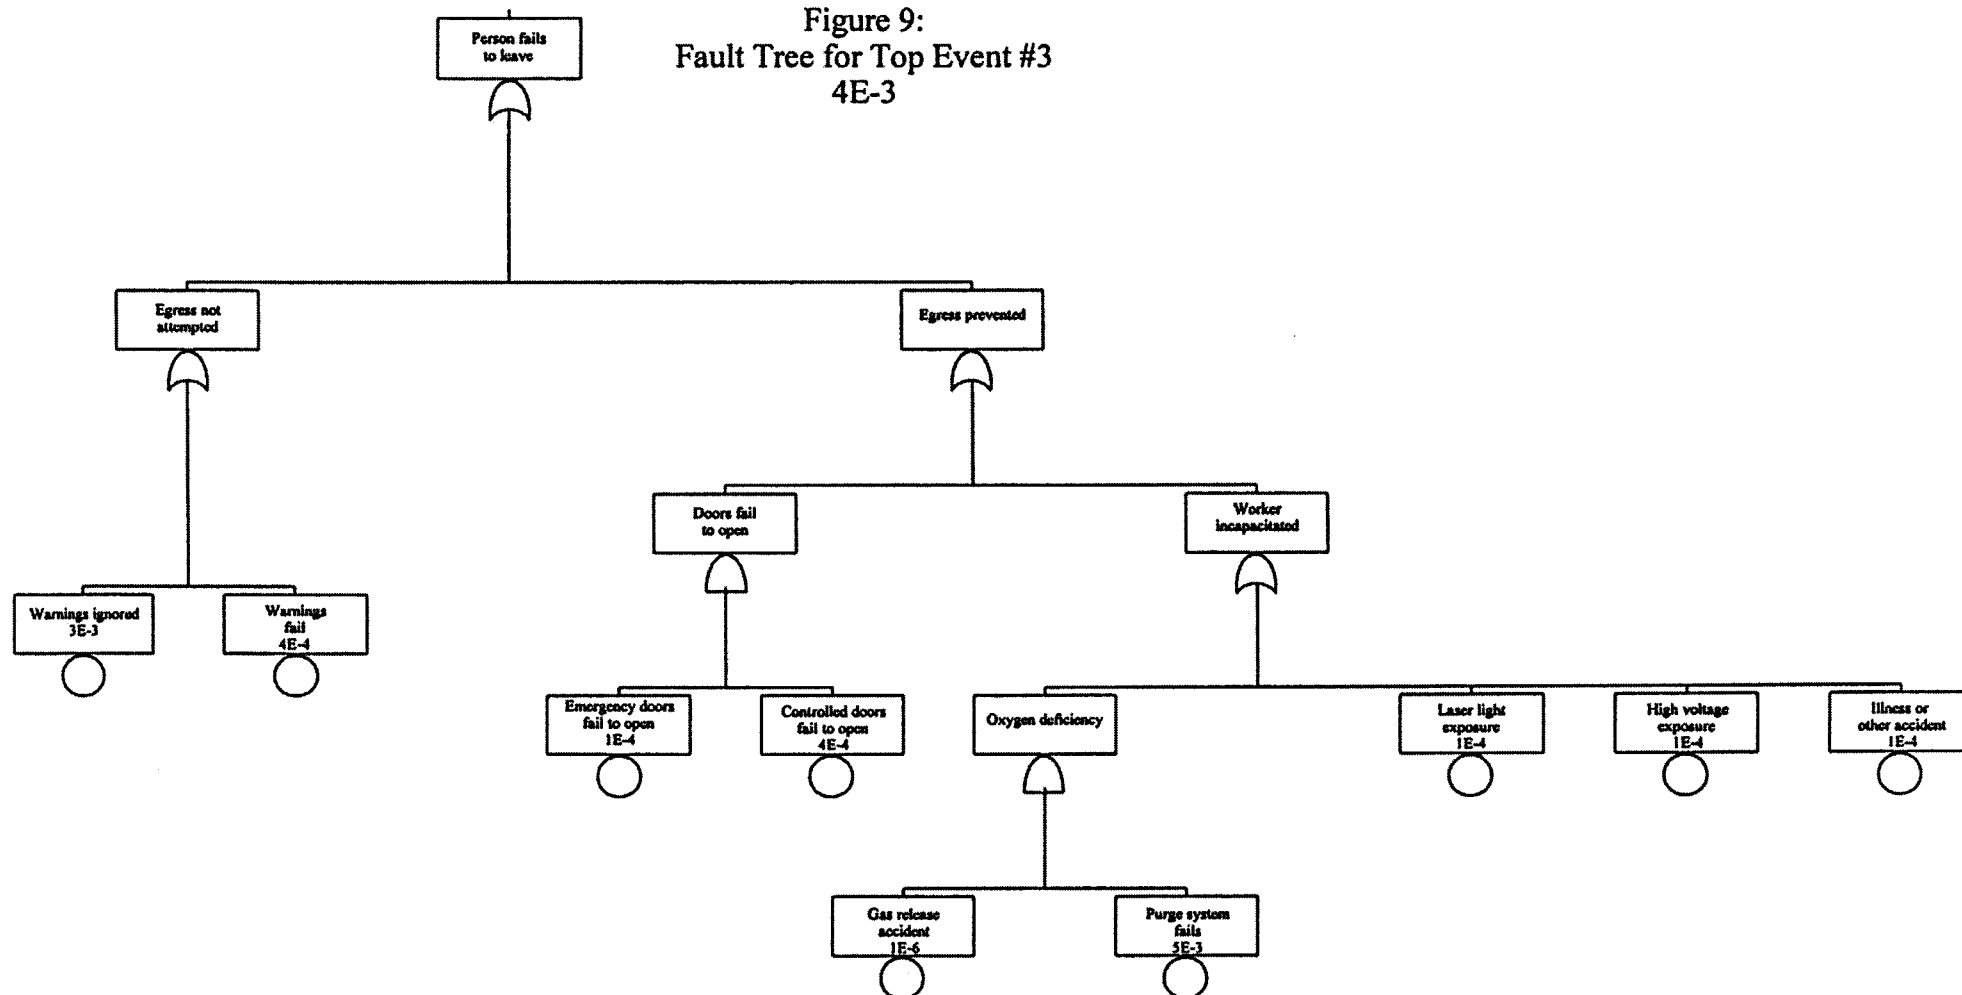 Figure 9:
Fault Tree for Top Event #3
4E-3
Person fails
to leave
Egress not
attempted
Egress prevented
Doors fail
to open
Worker
incapacitated
Warnings ignored
3E-3
Warnings
fail
4E-4
Emergency doors
fail to open
1E-4
Controlled doors
fail to open
4E-4
Oxygen deficiency
Laser light
exposure
1E-4
High voltage
exposure
1E-4
Illness or
other accident
1E-4
Gas release
accident
1E-6
Purge system
fails
5E-3